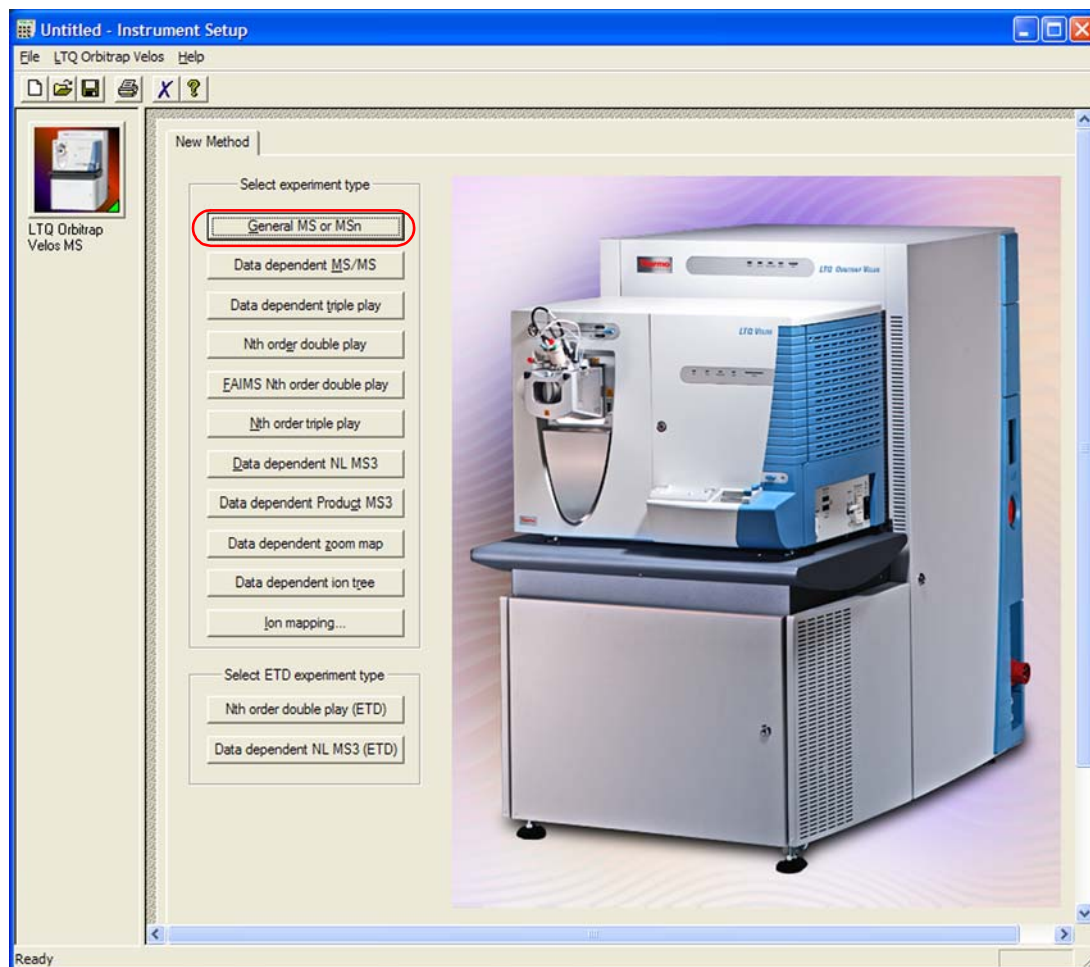 Untitled - Instrument Setup
File LTQ Orbitrap Velos Help
New Method
LTQ Orbitrap
Velos MS
Select experiment type
General MS or MSn
Data dependent MS/MS
Data dependent triple play
Nth order double play
FAIMS Nth order double play
Nth order triple play
Data dependent NL MS3
Data dependent Product MS3
Data dependent zoom map
Data dependent ion tree
Ion mapping...
Select ETD experiment type
Nth order double play (ETD)
Data dependent NL MS3 (ETD)
Thermo
LTQ Orbitrap Velos
LTQ Velos
Ready